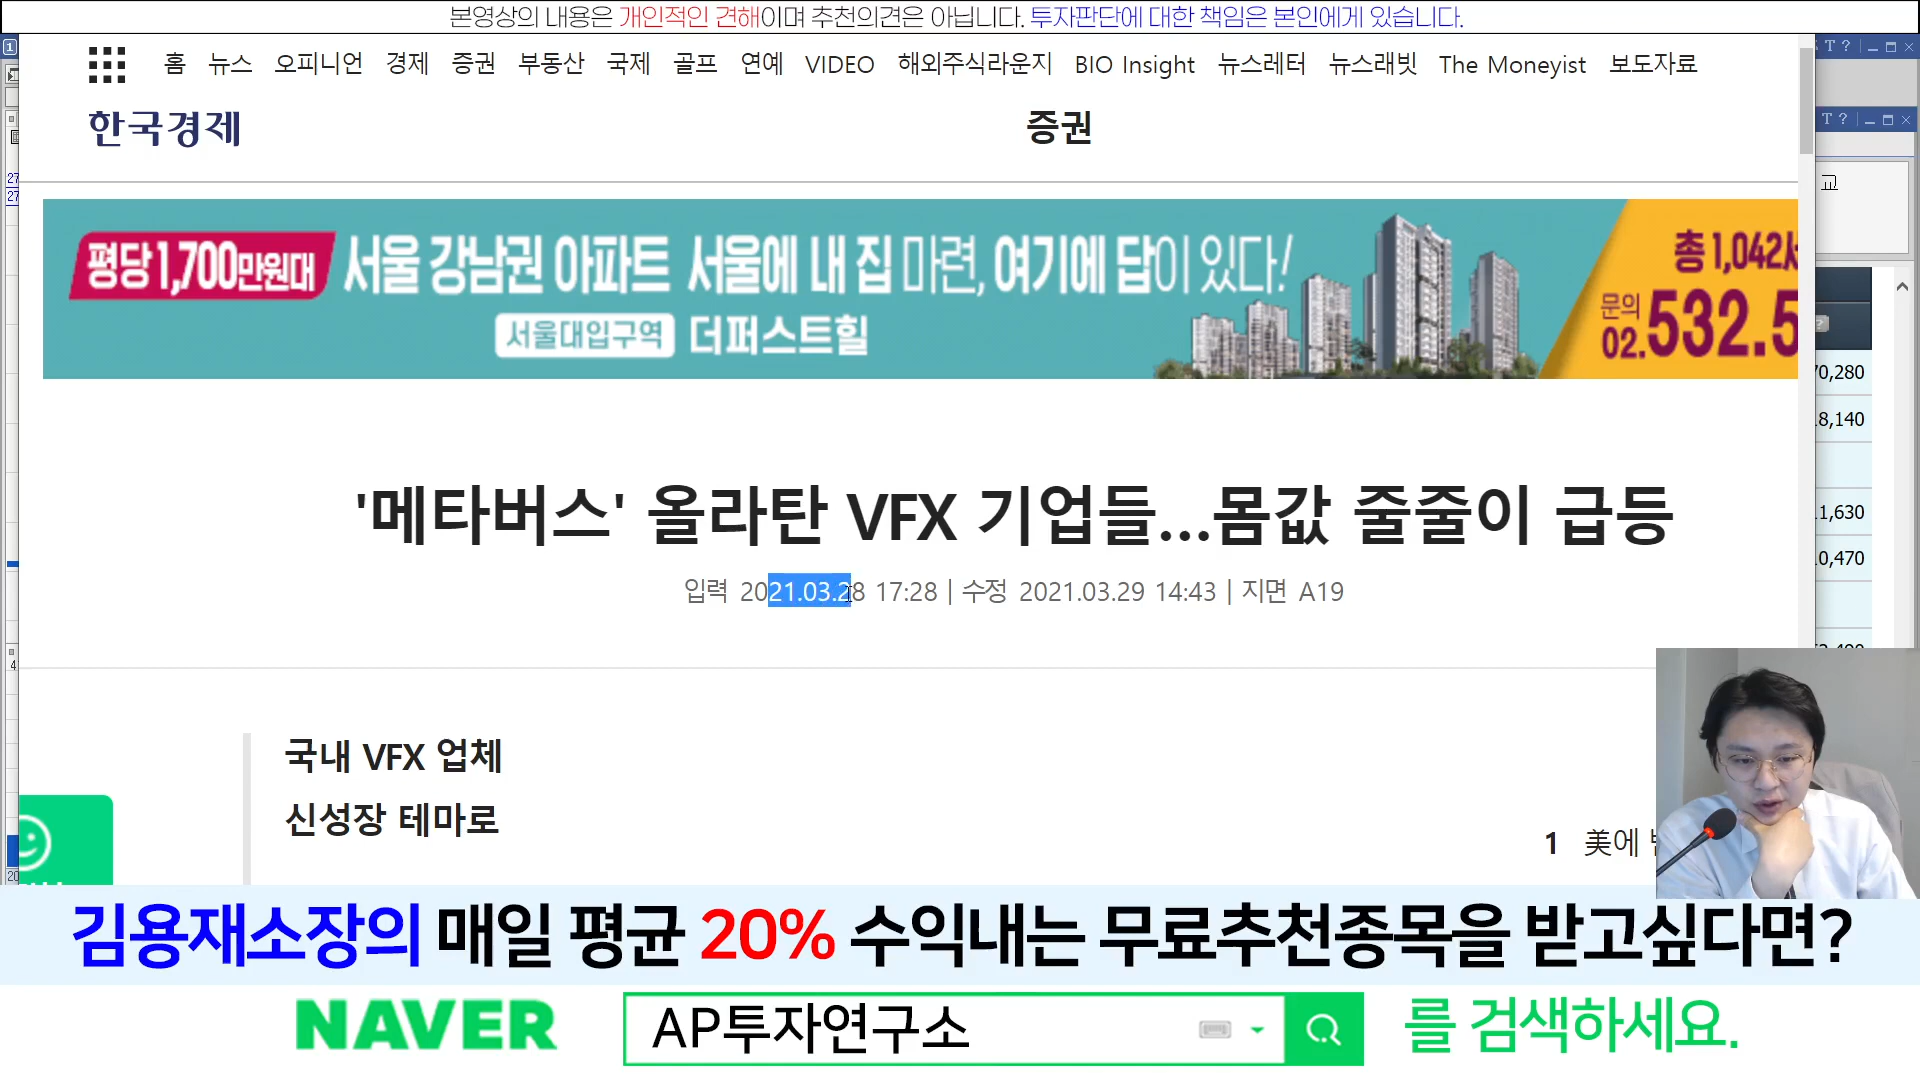 본영상의 내용은 개인적인 견해이며 추천의견은 아닙니다. 투자판단에 대한 책임은 본인에게 있습니다.
홈 뉴스 오피니언 경제 증권 부동산 국제 골프 연예 VIDEO 해외주식라운지 BIO Insight 뉴스레터 뉴스래빗 The Moneyist 보도자료
한국경제
증권
평당 1,700만원대 서울 강남권 아파트 서울에 내 집 마련, 여기에 답이 있다!
서울대입구역 더퍼스트힐
총 1,042
문의 02.532.5
교
70,280
8,140
1,630
0,470
'메타버스' 올라탄 VFX 기업들...몸값 줄줄이 급등
입력 2021.03.28 17:28 | 수정 2021.03.29 14:43 | 지면 A19
국내 VFX 업체
신성장 테마로
1 美에
김용재소장의 매일 평균 20% 수익내는 무료추천종목을 받고싶다면?
NAVER AP투자연구소 를 검색하세요.